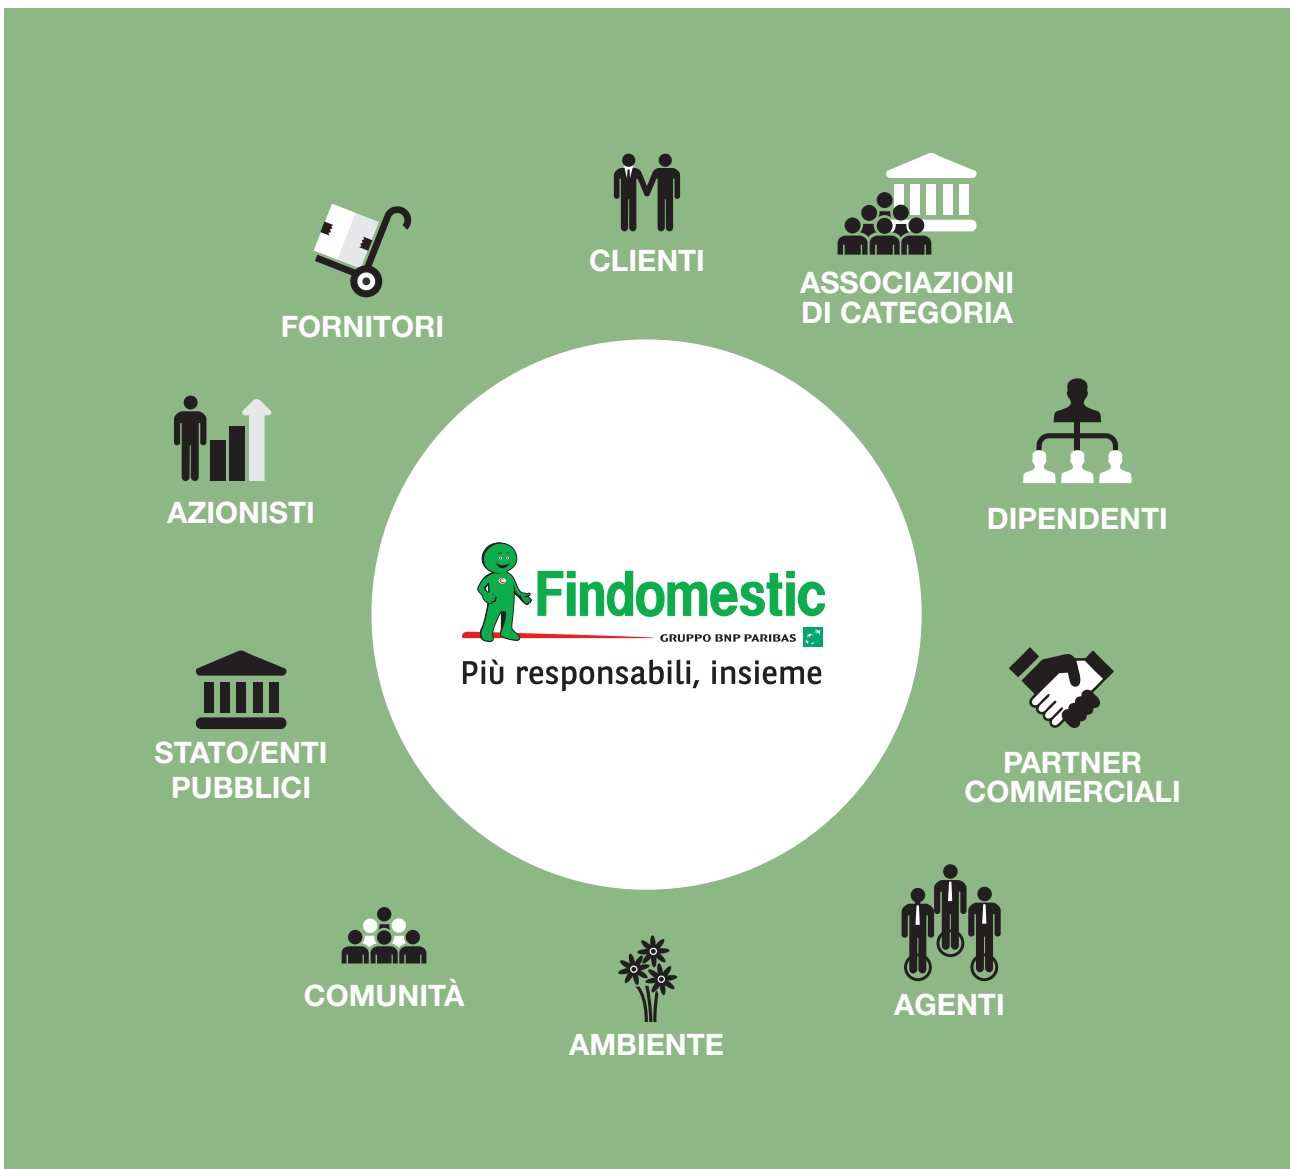 CLIENTI
ASSOCIAZIONI
DI CATEGORIA
FORNITORI
AZIONISTI
DIPENDENTI
Findomestic
GRUPPO BNP PARIBAS
Più responsabili, insieme
STATO/ENTI
PUBBLICI
PARTNER
COMMERCIALI
COMUNITÀ
AGENTI
AMBIENTE